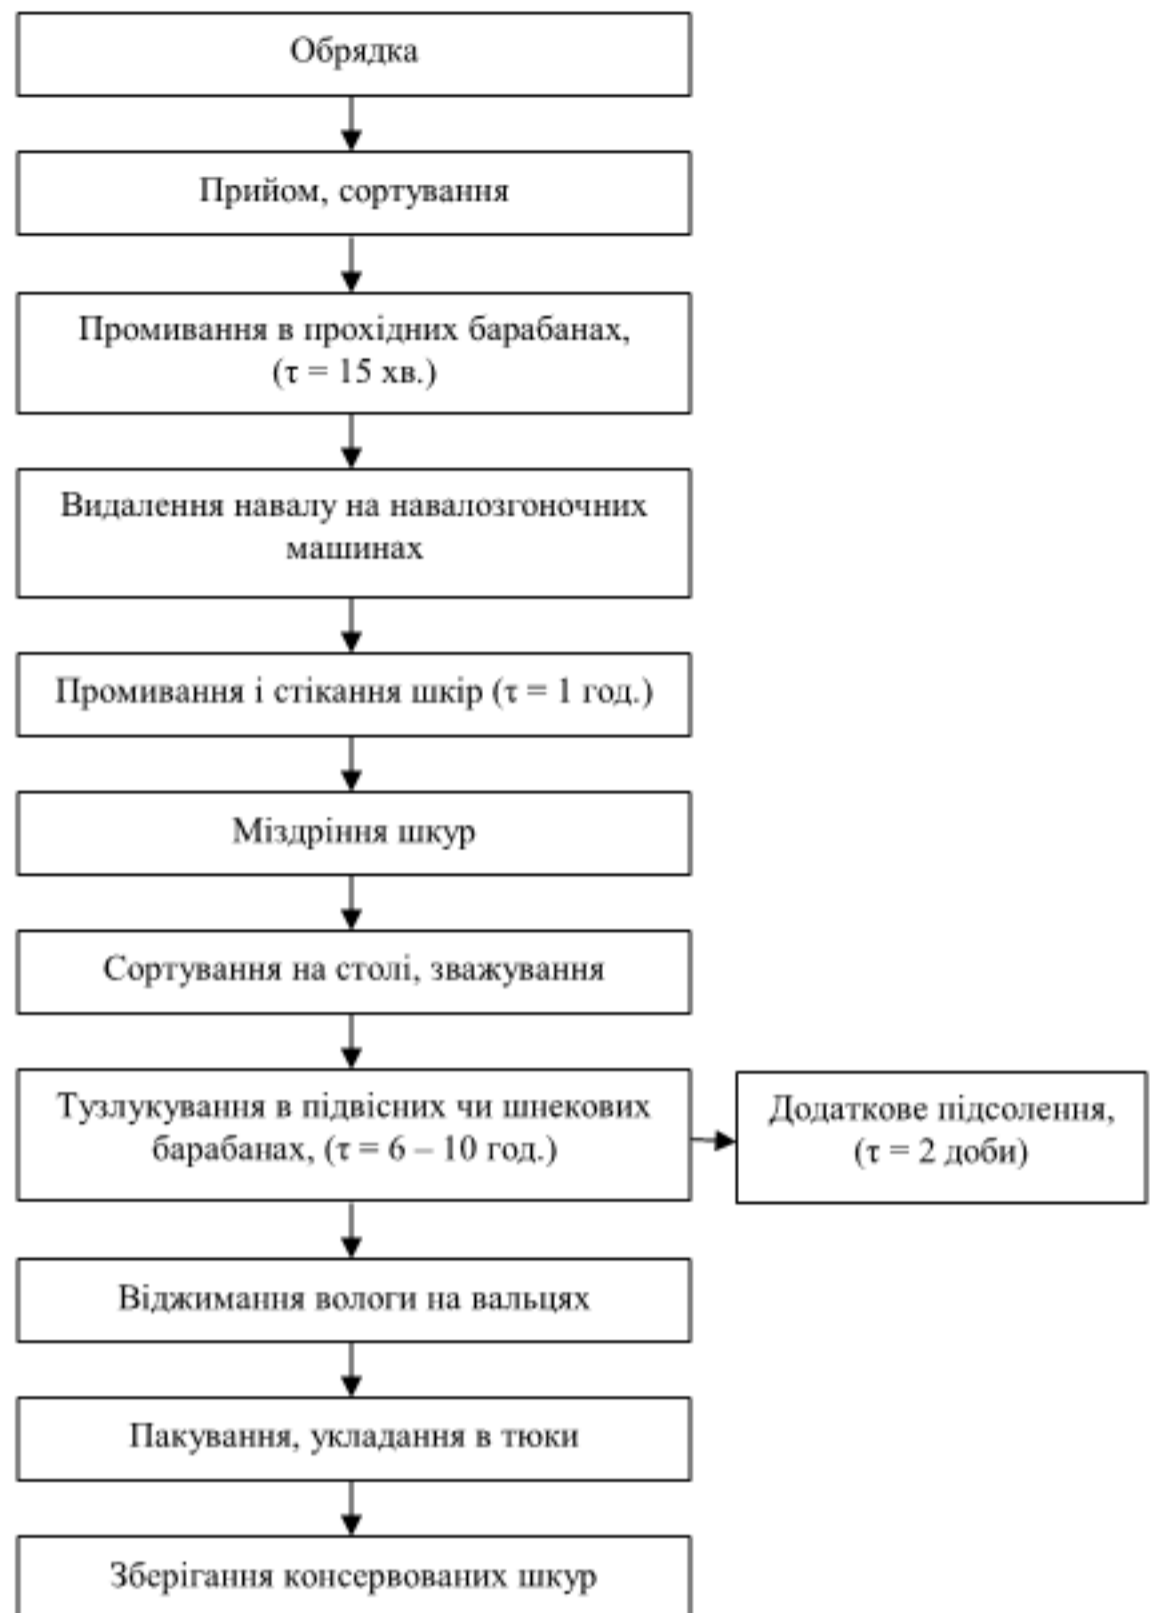 Обрядка
Прийом, сортування
Промивання в прохідних барабанах,
(τ = 15 хв.)
Видалення навалу на навалозгоночних
машинах
Промивання і стікання шкір (τ = 1 год.)
Міздріння шкур
Сортування на столі, зважування
Тузлукування в підвісних чи шнекових
барабанах, (τ = 6 – 10 год.)
Додаткове підсолення,
(τ = 2 доби)
Віджимання вологи на вальцях
Пакування, укладання в тюки
Зберігання консервованих шкур